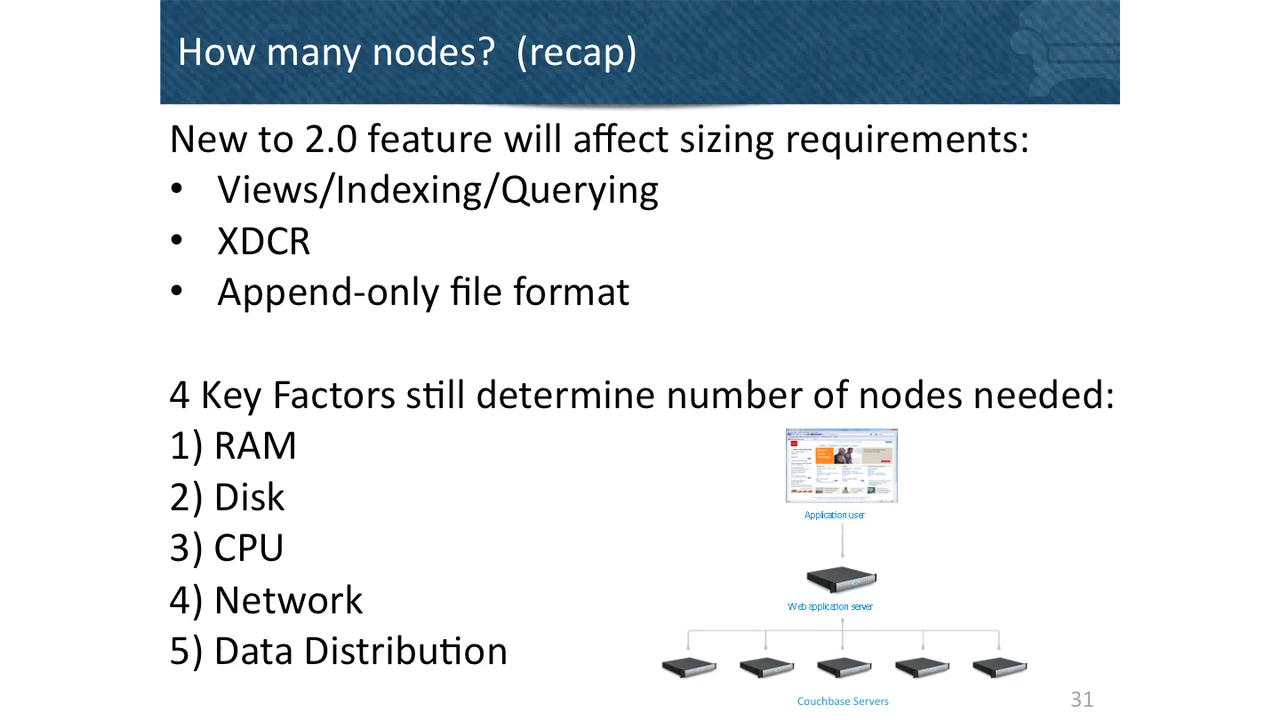 How many nodes?  (recap)
New to 2.0 feature will affect sizing requirements:
• Views/Indexing/Querying
• XDCR
• Append-only file format
4 Key Factors still determine number of nodes needed:
1) RAM
2) Disk
3) CPU
4) Network
5) Data Distribution
Application user
Web application server
Couchbase Servers
31